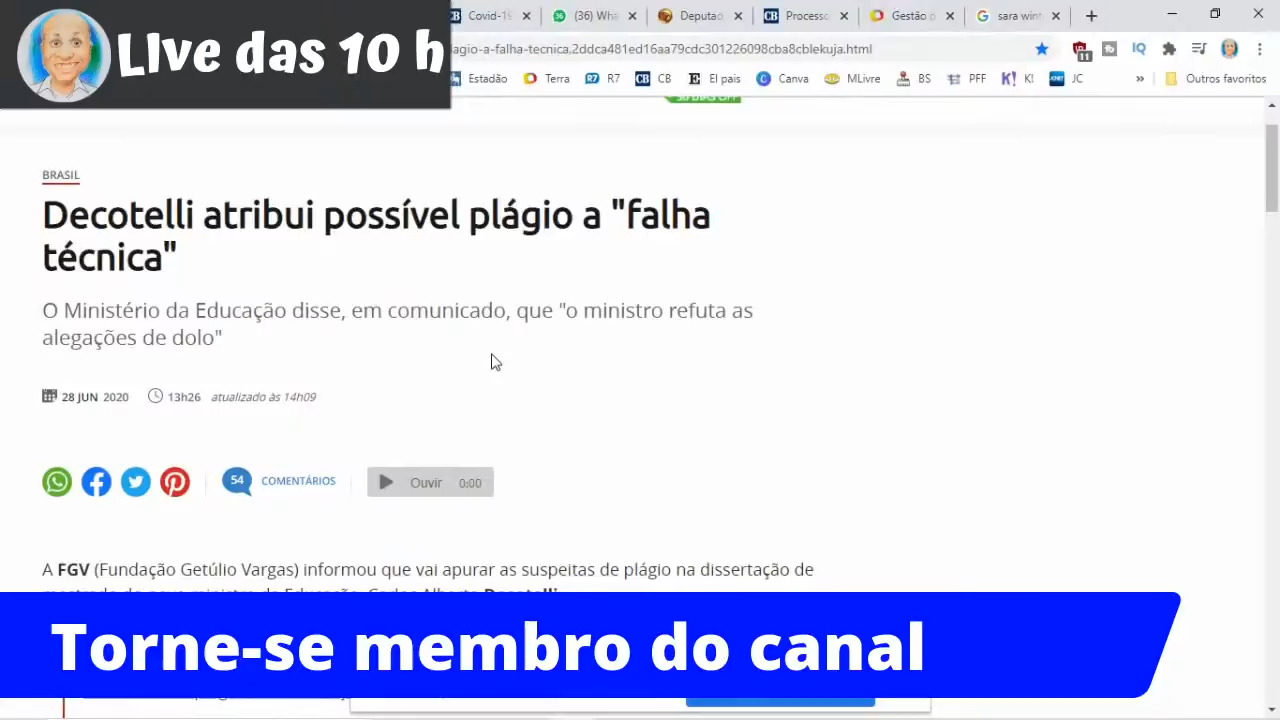 LIve das 10 h
Covid-19
(36) Wha
Deputad
Process
Gestão o
sara wint
agio-a-falha-tecnica,2ddca481ed16aa79cdc301226098cba8cblekuja.html
11
IQ
Estadão
Terra
R7
CB
El pais
Canva
MLivre
BS
PFF
K!
JC
»
Outros favoritos
BRASIL
Decotelli atribui possível plágio a "falha
técnica"
O Ministério da Educação disse, em comunicado, que "o ministro refuta as
alegações de dolo"
28 JUN 2020
13h26
atualizado às 14h09
54
COMENTÁRIOS
Ouvir
0:00
A FGV (Fundação Getúlio Vargas) informou que vai apurar as suspeitas de plágio na dissertação de
Torne-se membro do canal